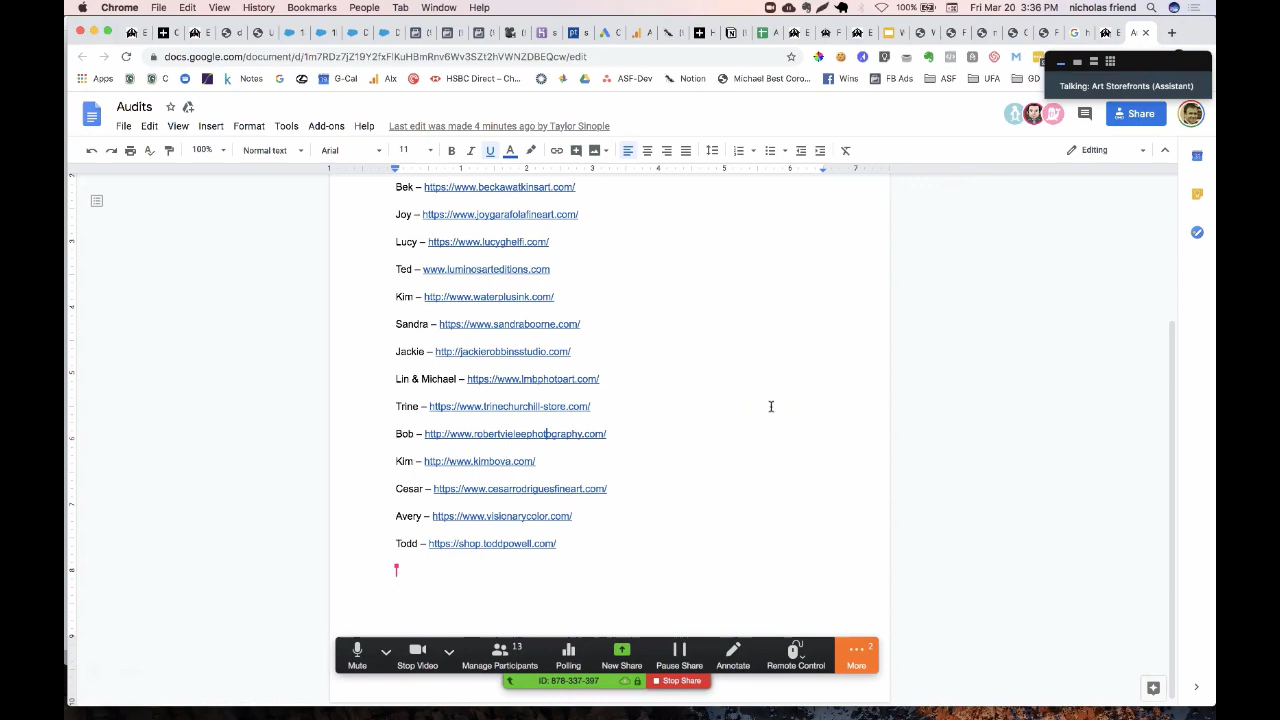 Chrome File Edit View History Bookmarks People Tab Window Help 100% Fri Mar 20 3:36 PM nicholas friend
docs.google.com/document/d/1m7RDz7iZ19Y2fxFlKuHBmRnv6Wv3SZt2hVWNZDBEQcw/edit
Apps Notes G-Cal Arix HSBC Direct – Ch... ASF-Dev Notion Michael Best Coro... Wins FB Ads ASF UFA GD
Talking: Art Storefronts (Assistant)
Audits
File Edit View Insert Format Tools Add-ons Help Last edit was made 4 minutes ago by Taylor Sinople
Share
100% Normal text Arial 11 Editing
Bek – https://www.beckawatkinsart.com/
Joy – https://www.joygarafolafineart.com/
Lucy – https://www.lucyghelfi.com/
Ted – www.luminosarteditions.com
Kim – http://www.waterplusink.com/
Sandra – https://www.sandraboorne.com/
Jackie – http://jackierobbinsstudio.com/
Lin & Michael – https://www.lmbphotoart.com/
Trine – https://www.trinechurchill-store.com/
Bob – http://www.robertvieleephotography.com/
Kim – http://www.kimbova.com/
Cesar – https://www.cesarrodriguesfineart.com/
Avery – https://www.visionarycolor.com/
Todd – https://shop.toddpowell.com/
13
2
Mute Stop Video Manage Participants Polling New Share Pause Share Annotate Remote Control More
ID: 878-337-397 Stop Share